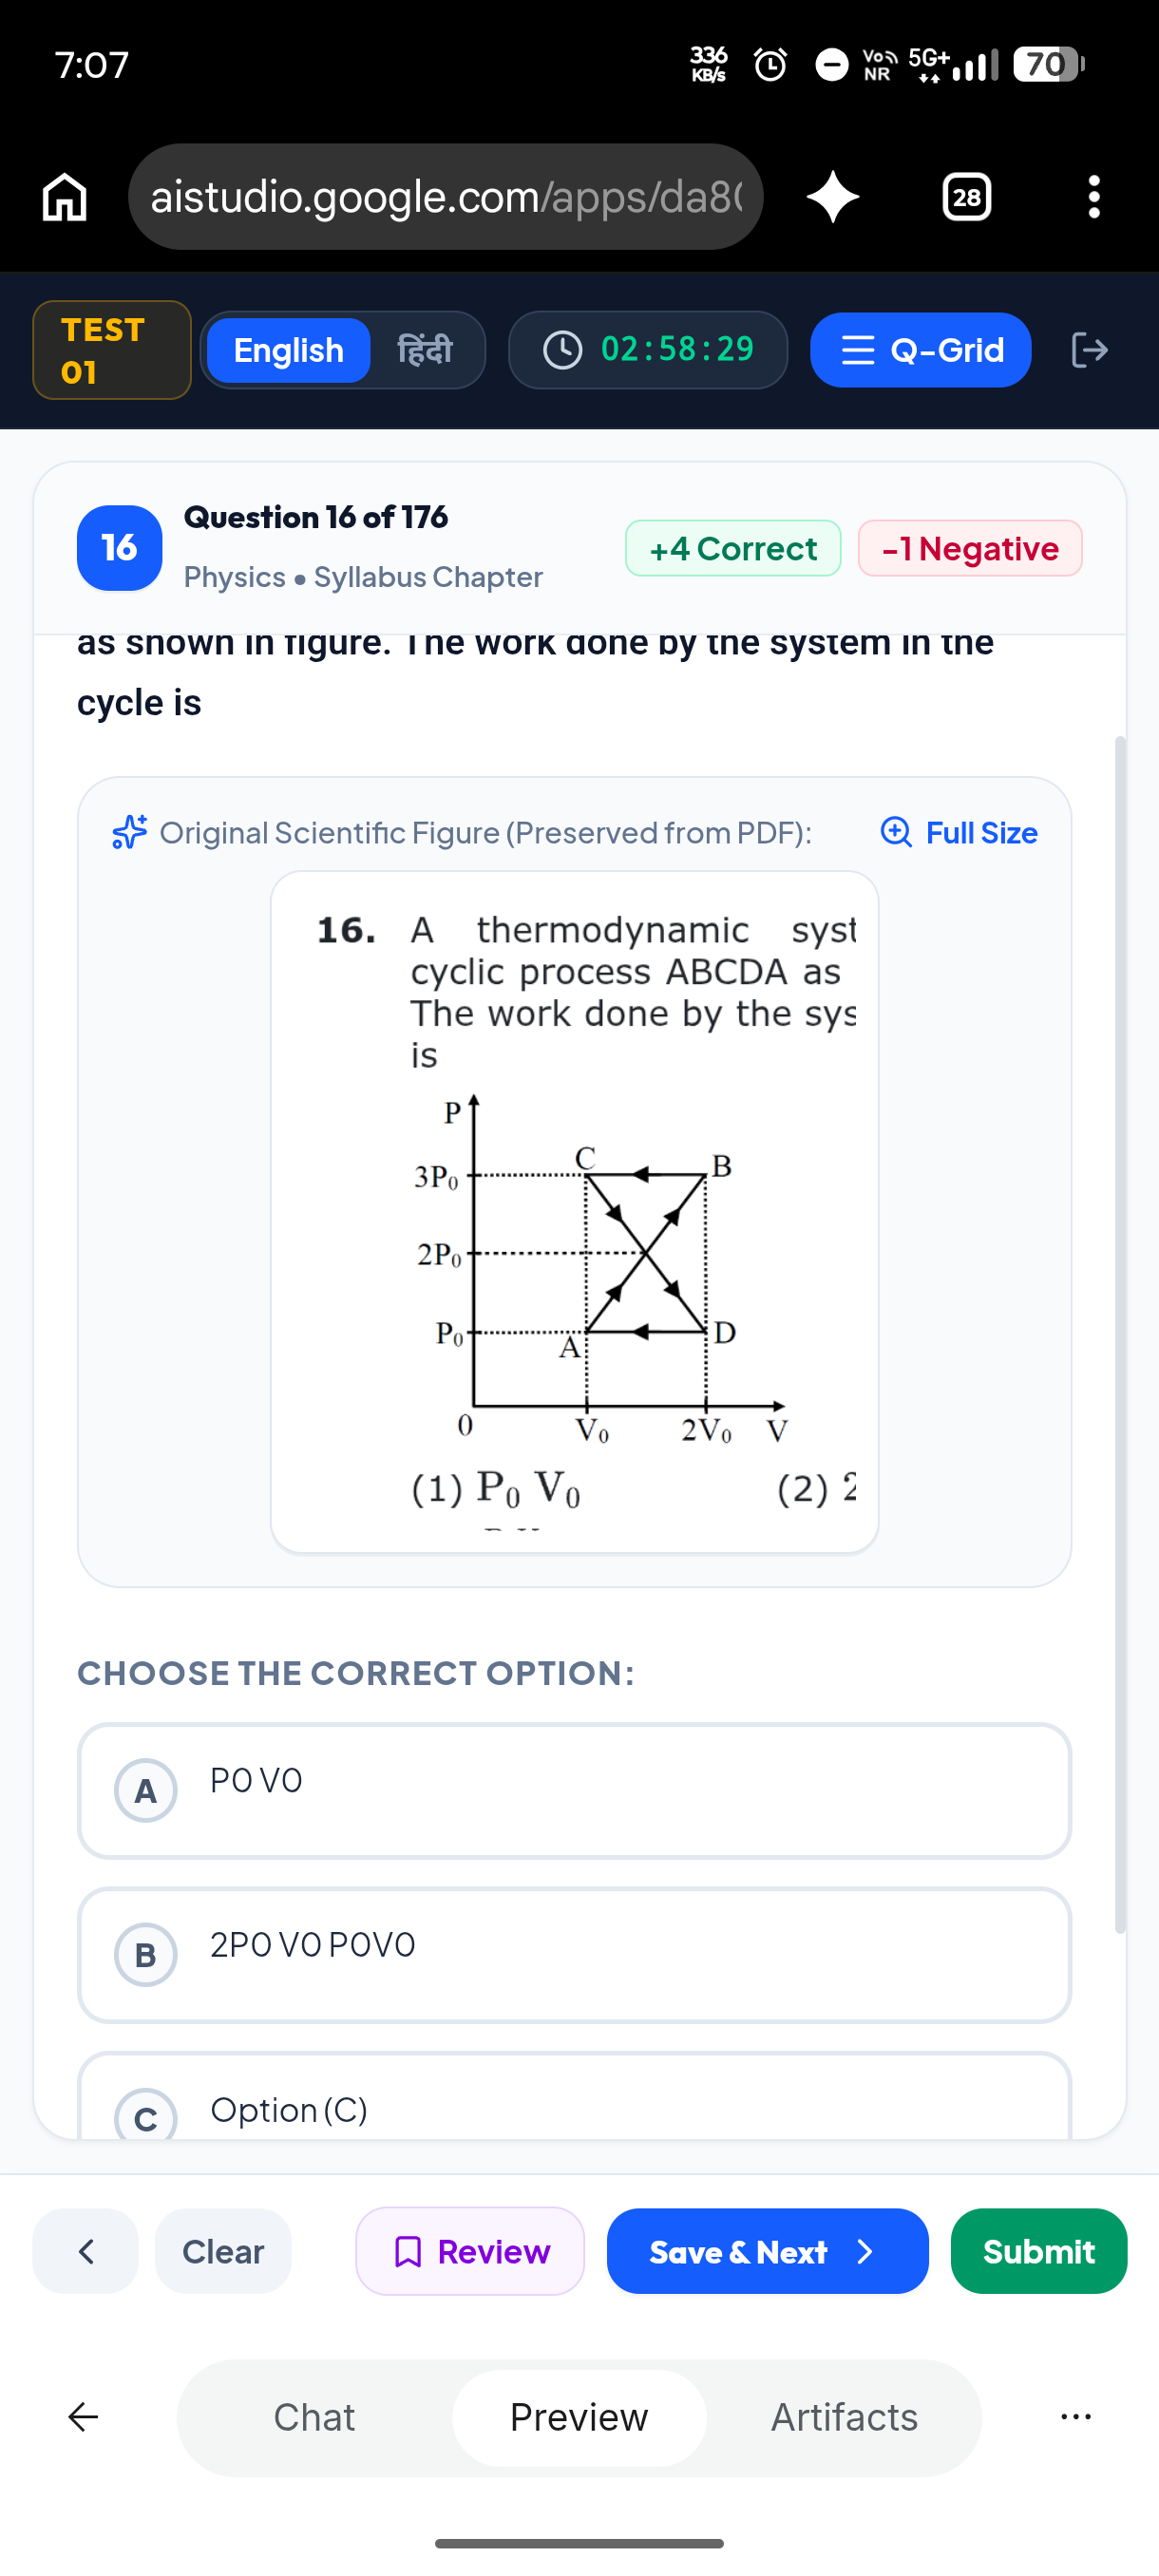 7:07
336
KB/s
Vo
NR
5G+
70
aistudio.google.com/apps/da8
28
TEST
01
English
हिंदी
02:58:29
Q-Grid
16
Question 16 of 176
Physics • Syllabus Chapter
+4 Correct
-1 Negative
as shown in figure. The work done by the system in the
cycle is
Original Scientific Figure (Preserved from PDF):
Full Size
16. A thermodynamic syst
cyclic process ABCDA as
The work done by the sys
is
P
C
B
3P₀
2P₀
P₀
A
D
0
V₀
2V₀
V
(1) P₀ V₀
(2) 2
CHOOSE THE CORRECT OPTION:
A
P0 V0
B
2P0 V0 P0V0
C
Option (C)
Clear
Review
Save & Next
Submit
Chat
Preview
Artifacts